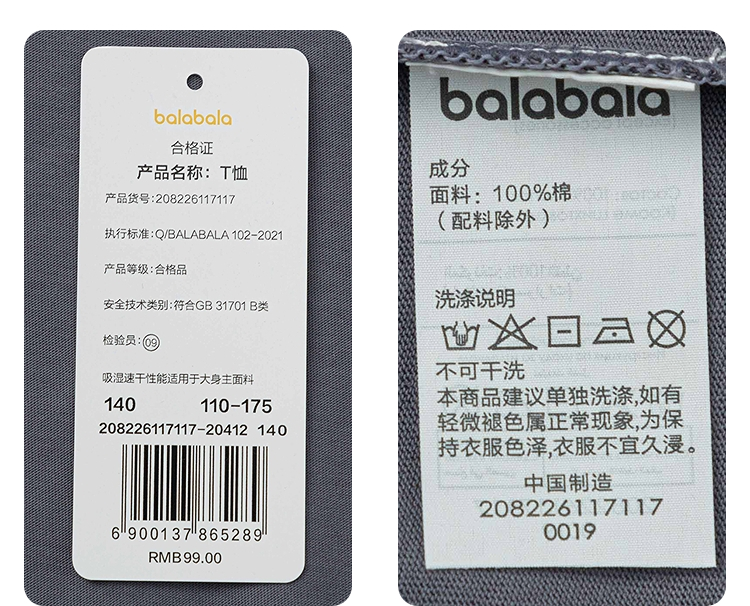 balabala
合格证
产品名称：T恤
产品货号:208226117117
执行标准:Q/BALABALA 102-2021
产品等级:合格品
安全技术类别:符合GB 31701 B类
检验员:09
吸湿速干性能适用于大身主面料
140 110-175
208226117117-20412 140
6 900137 865289
RMB99.00
balabala
成分
面料：100%棉
（配料除外）
洗涤说明
不可干洗
本商品建议单独洗涤,如有
轻微褪色属正常现象,为保
持衣服色泽,衣服不宜久浸。
中国制造
208226117117
0019